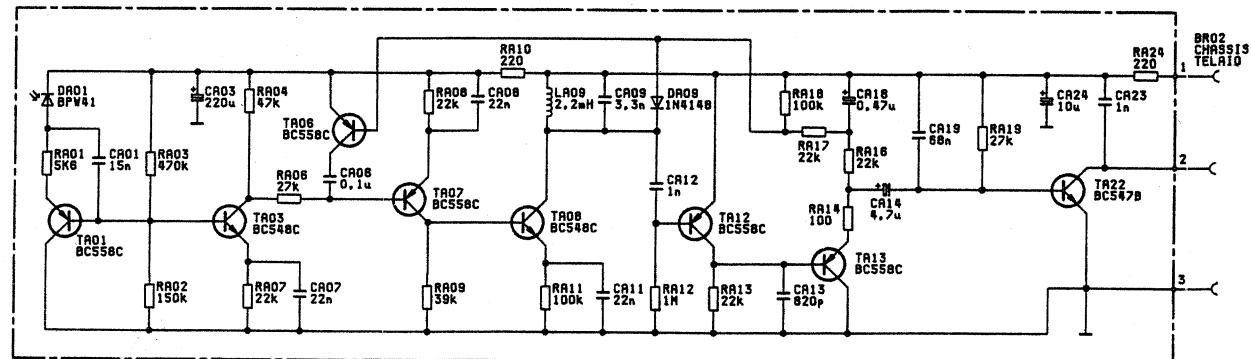 BR02
CHASSIS
TELAIO
DA01
BPW41
RA01
5K6
CA01
15n
RA03
470k
CA03
220u
RA04
47k
TA06
BC558C
RA06
27k
CA06
0,1u
RA08
22k
CA08
22n
RA10
220
LA09
2,2mH
CA09
3,3n
DA09
1N4148
RA18
100k
CA18
0,47u
RA17
22k
RA16
22k
CA19
68n
RA19
27k
CA24
10u
CA23
1n
RA24
220
1
2
3
TA01
BC558C
RA02
150k
TA03
BC548C
RA07
22k
CA07
22n
TA07
BC558C
RA09
39k
TA08
BC548C
RA11
100k
CA11
22n
CA12
1n
RA12
1M
TA12
BC558C
RA13
22k
CA13
820p
RA14
100
CA14
4,7u
TA13
BC558C
TA22
BC547B